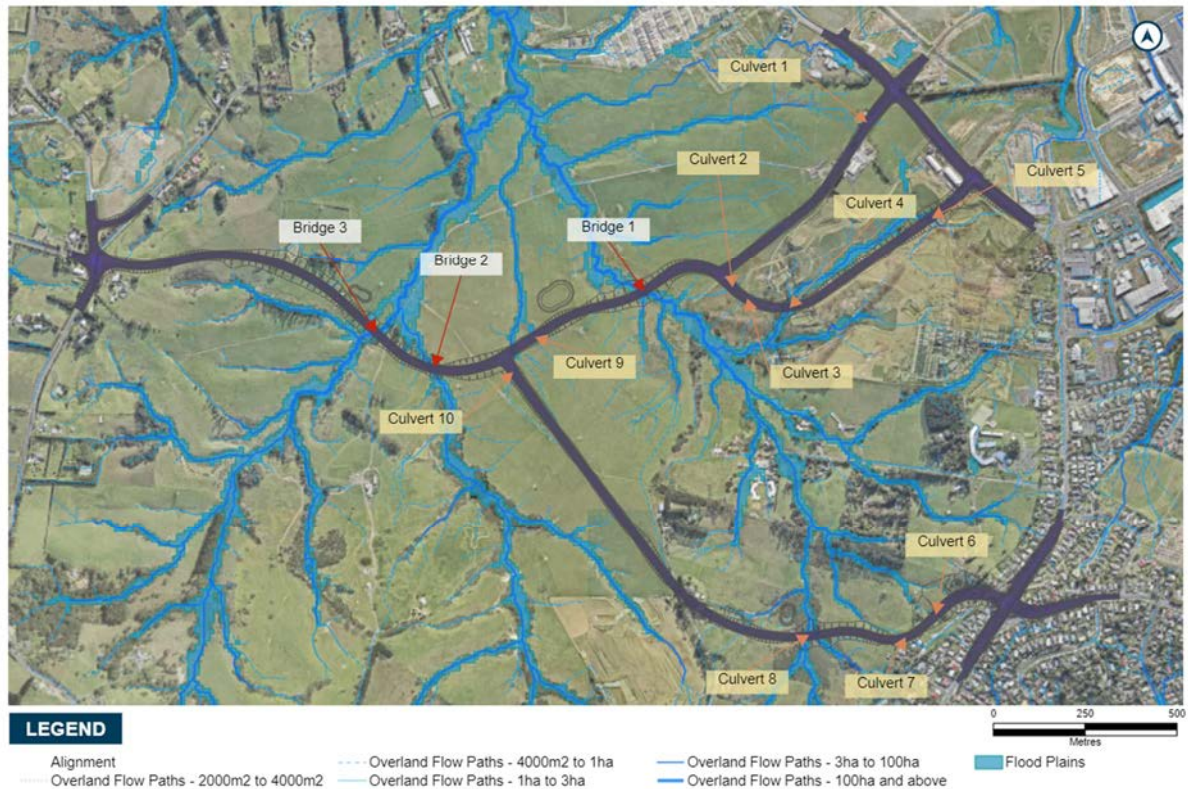 Culvert 1
Culvert 2
Culvert 5
Culvert 4
Bridge 3
Bridge 1
Bridge 2
Culvert 9
Culvert 3
Culvert 10
Culvert 6
Culvert 8
Culvert 7
LEGEND
0 250 500
Metres
Alignment
Overland Flow Paths - 2000m2 to 4000m2
Overland Flow Paths - 4000m2 to 1ha
Overland Flow Paths - 1ha to 3ha
Overland Flow Paths - 3ha to 100ha
Overland Flow Paths - 100ha and above
Flood Plains